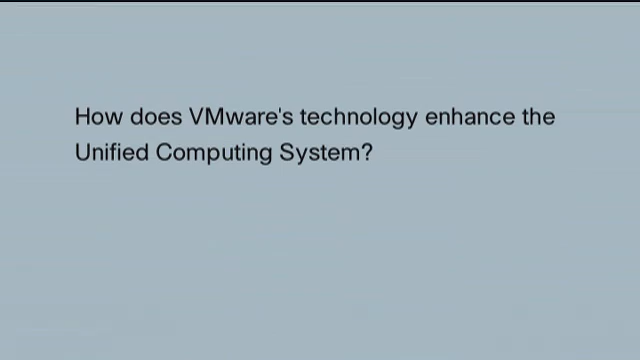 How does VMware's technology enhance the
Unified Computing System?